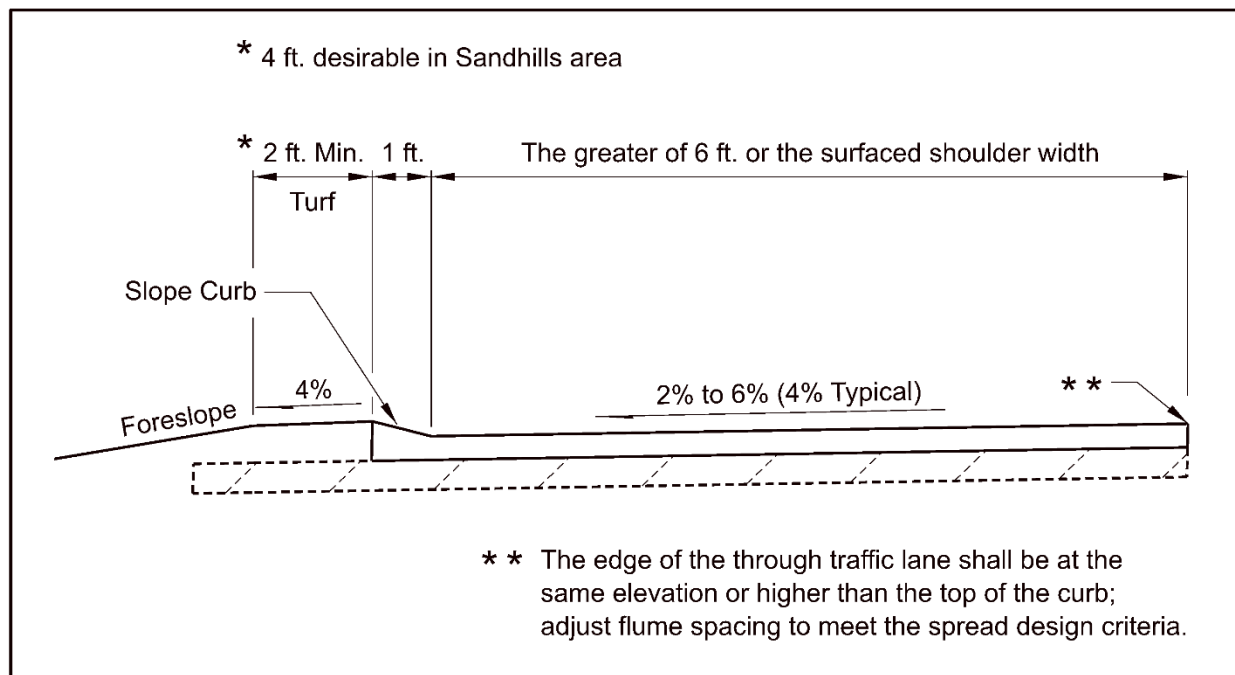 * 4 ft. desirable in Sandhills area
* 2 ft. Min. 1 ft. The greater of 6 ft. or the surfaced shoulder width
Turf
Slope Curb
4% 2% to 6% (4% Typical) * *
Foreslope
* * The edge of the through traffic lane shall be at the
same elevation or higher than the top of the curb;
adjust flume spacing to meet the spread design criteria.